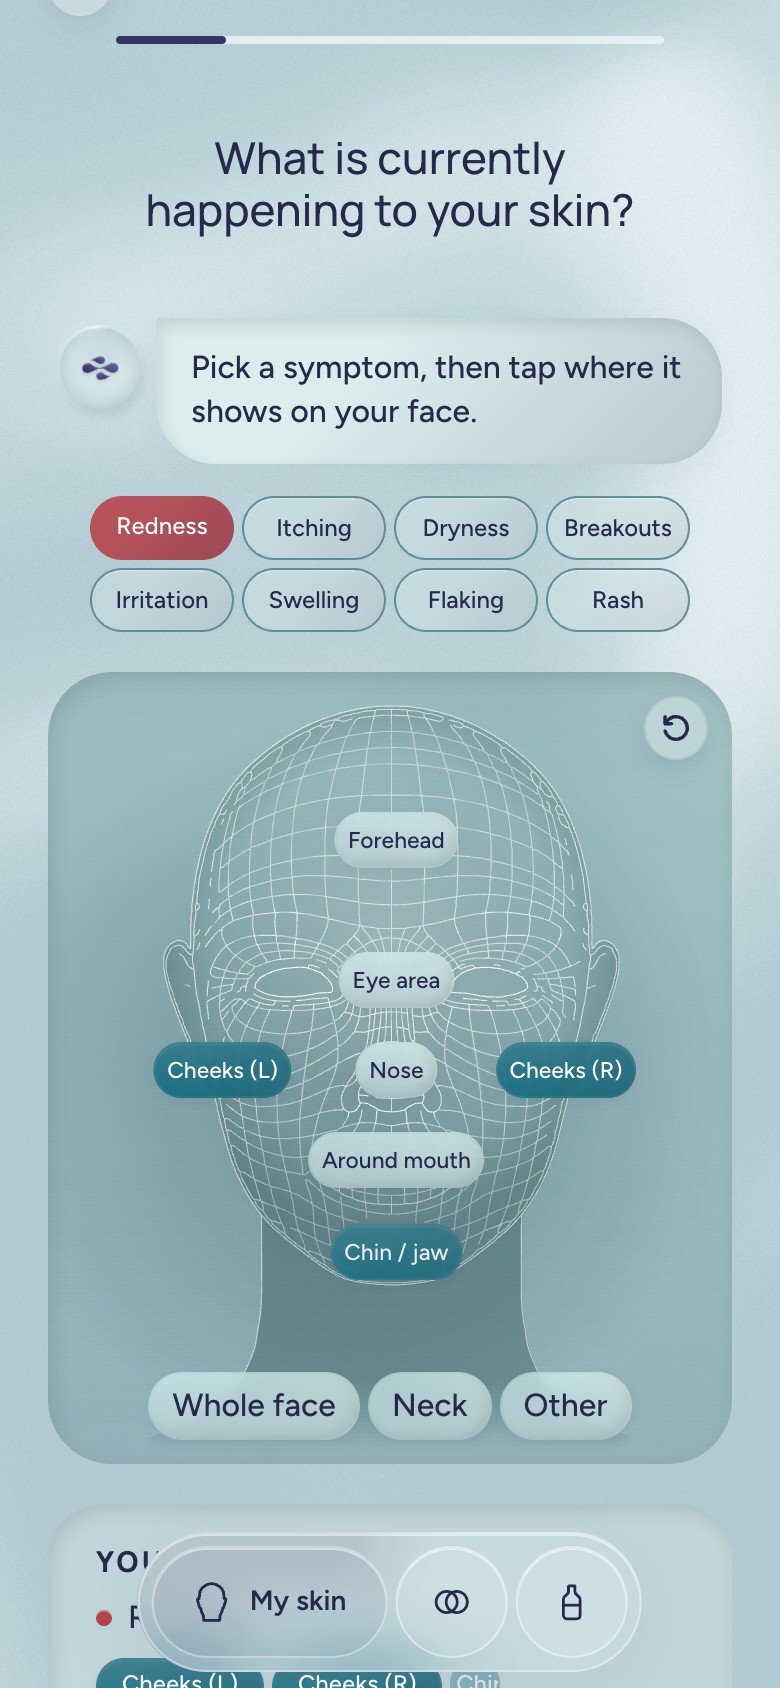 What is currently
happening to your skin?
Pick a symptom, then tap where it
shows on your face.
Redness Itching Dryness Breakouts
Irritation Swelling Flaking Rash
Forehead
Eye area
Cheeks (L) Nose Cheeks (R)
Around mouth
Chin / jaw
Whole face Neck Other
My skin
Cheeks (L) Cheeks (R)